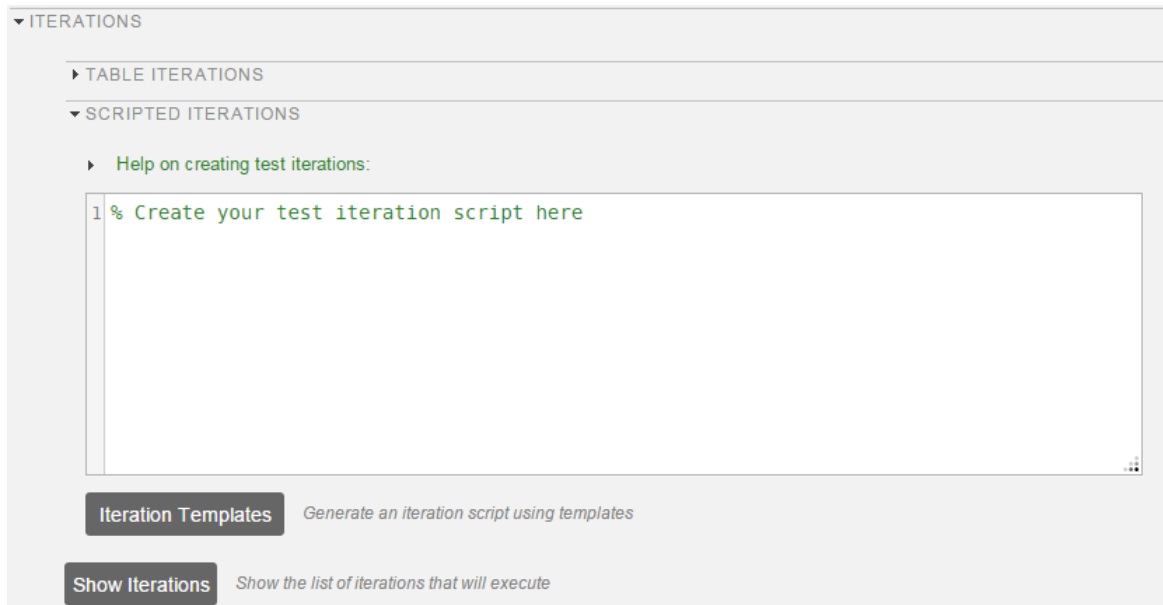 ITERATIONS
TABLE ITERATIONS
SCRIPTED ITERATIONS
Help on creating test iterations:
1 % Create your test iteration script here
Iteration Templates Generate an iteration script using templates
Show Iterations Show the list of iterations that will execute